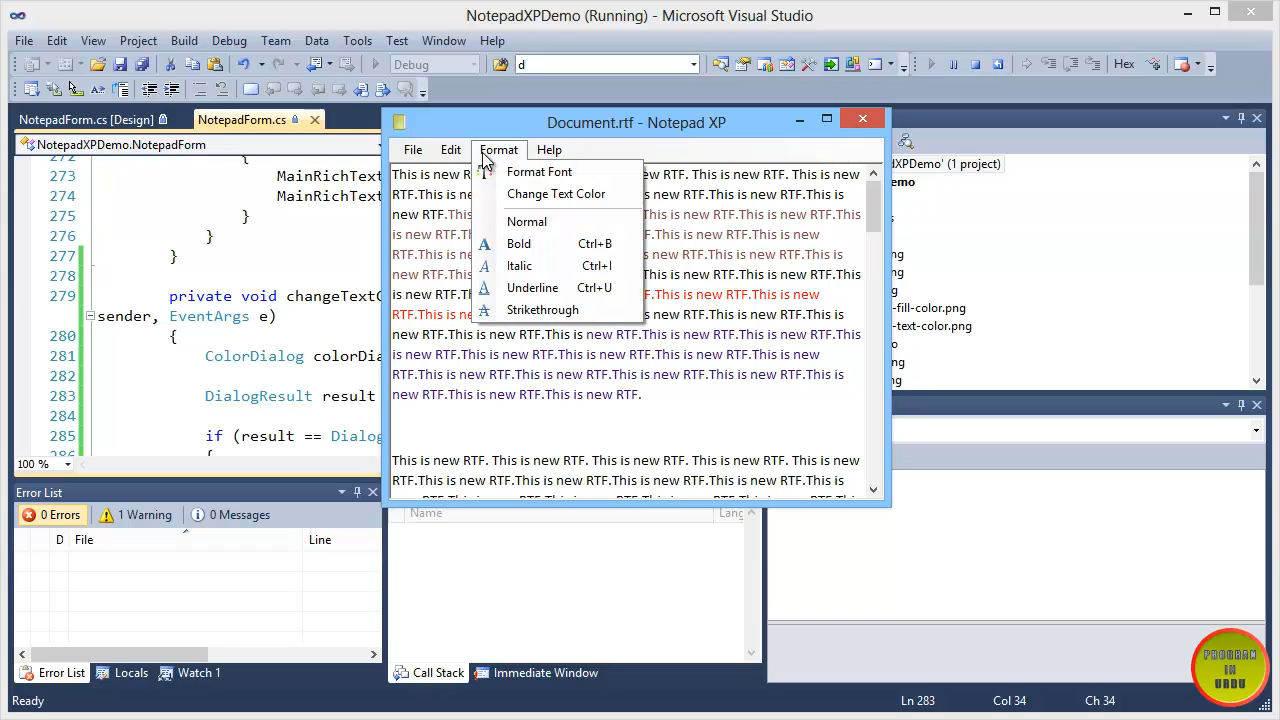 NotepadXPDemo (Running) - Microsoft Visual Studio
File Edit View Project Build Debug Team Data Tools Test Window Help
Debug d Hex
NotepadForm.cs [Design] NotepadForm.cs
NotepadXPDemo.NotepadForm
272 {
273 MainRichText
274 MainRichText
275 }
276 }
277 }
278
279 private void changeTextC
sender, EventArgs e)
280 {
281 ColorDialog colorDia
282
283 DialogResult result
284
285 if (result == Dialog
286 {
100 %
Document.rtf - Notepad XP
File Edit Format Help
Format Font
Change Text Color
Normal
Bold Ctrl+B
Italic Ctrl+I
Underline Ctrl+U
Strikethrough
This is new R RTF. This is new RTF. This is new
RTF.This is new RTF.This is new RTF.This is
new RTF.This is new RTF.This is new RTF.This
is new RTF. is new RTF.This is new
RTF.This is new RTF.This is new RTF.This is
new RTF.This is new RTF.This is new RTF.This
is new RTF. F.This is new RTF.This is new
RTF.This is new RTF.This is new RTF.This is
new RTF.This is new RTF.This is new RTF.This is new RTF.This
is new RTF.This is new RTF.This is new RTF.This is new
RTF.This is new RTF.This is new RTF.This is new RTF.This is
new RTF.This is new RTF.This is new RTF.
This is new RTF. This is new RTF. This is new RTF. This is new
RTF.This is new RTF.This is new RTF.This is new RTF.This is
XPDemo' (1 project)
emo
s
ng
ng
-fill-color.png
-text-color.png
o
ng
Error List
0 Errors 1 Warning 0 Messages
D File Line
Name Lang
Error List Locals Watch 1
Call Stack Immediate Window
Ready Ln 283 Col 34 Ch 34
PROGRAM
IN
URDU